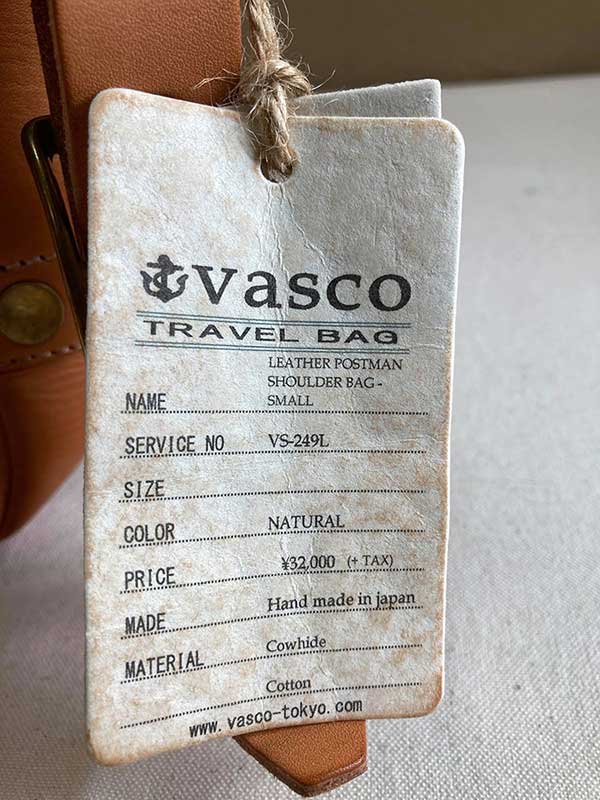 vasco
TRAVEL BAG
LEATHER POSTMAN
SHOULDER BAG -
NAME SMALL
SERVICE NO VS-249L
SIZE
COLOR NATURAL
PRICE ¥32,000 (+ TAX)
MADE Hand made in japan
MATERIAL Cowhide
Cotton
www.vasco-tokyo.com